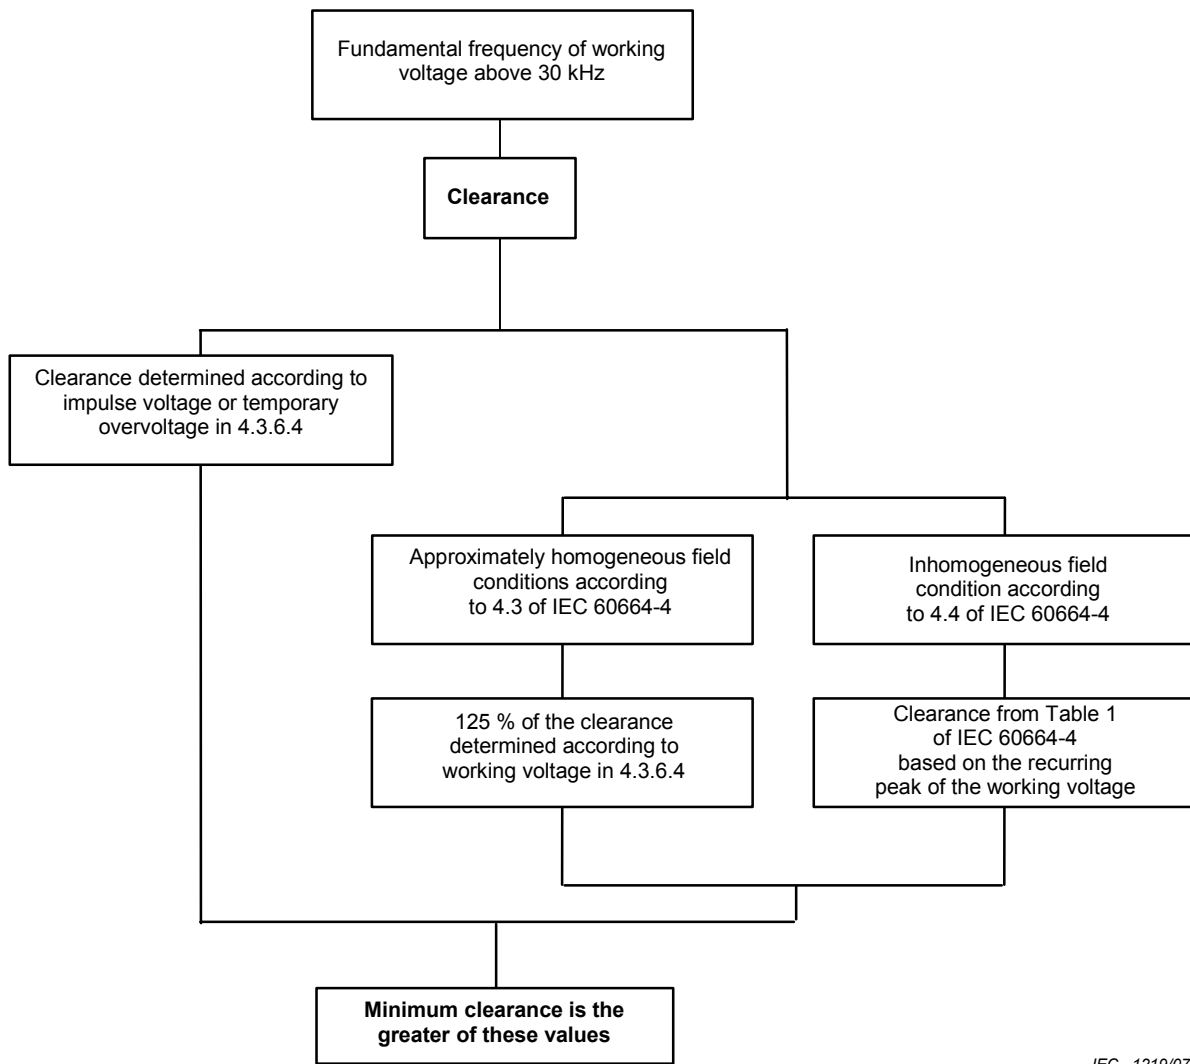 Fundamental frequency of working
voltage above 30 kHz
Clearance
Clearance determined according to
impulse voltage or temporary
overvoltage in 4.3.6.4
Approximately homogeneous field
conditions according
to 4.3 of IEC 60664-4
Inhomogeneous field
condition according
to 4.4 of IEC 60664-4
125 % of the clearance
determined according to
working voltage in 4.3.6.4
Clearance from Table 1
of IEC 60664-4
based on the recurring
peak of the working voltage
Minimum clearance is the
greater of these values
IEC 1219/07